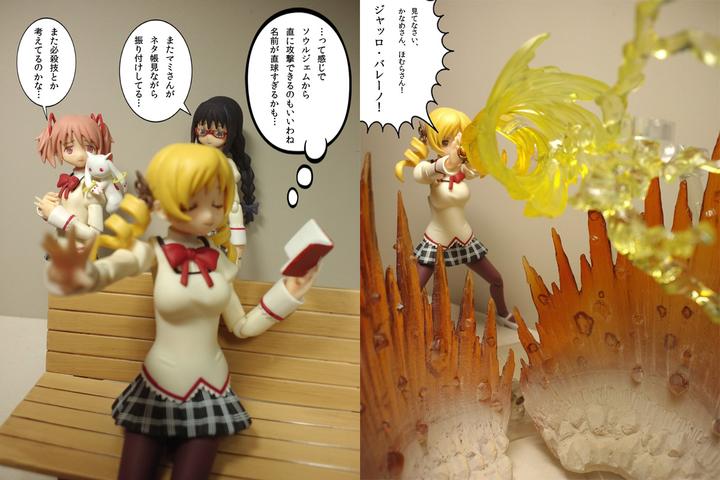 …って感じで
ソウルジェムから
直に攻撃できるのもいいわね
名前が直球すぎるかも…
またマミさんが
ネタ帳見ながら
振り付けしてる…
また必殺技とか
考えてるのかな…
見てなさい、
かなめさん、ほむらさん！
ジャッロ・バレーノ！